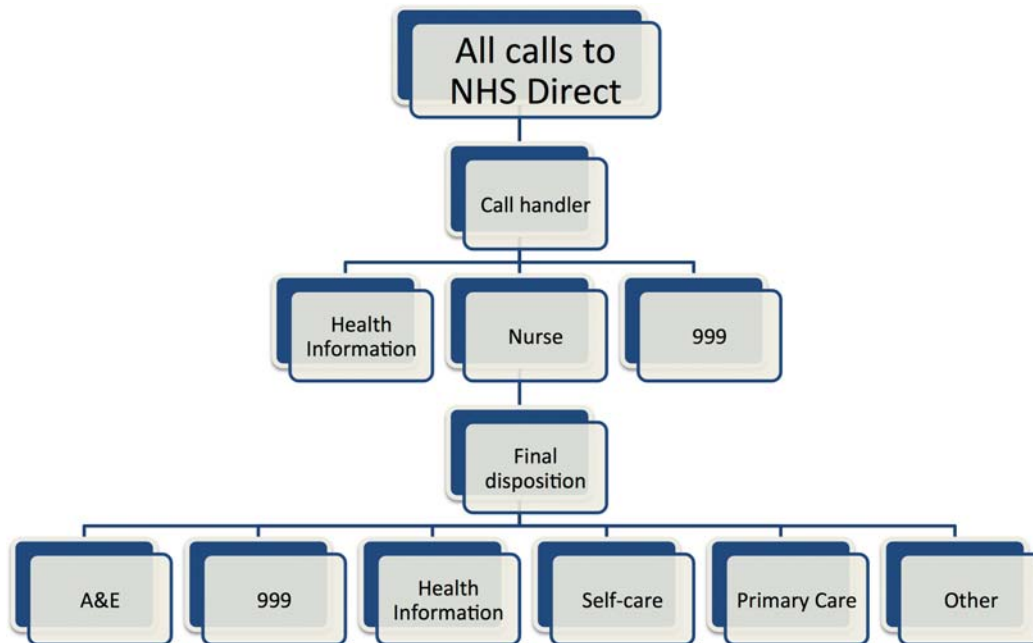 All calls to
NHS Direct
Call handler
Health
Information
Nurse
999
Final
disposition
A&E
999
Health
Information
Self-care
Primary Care
Other